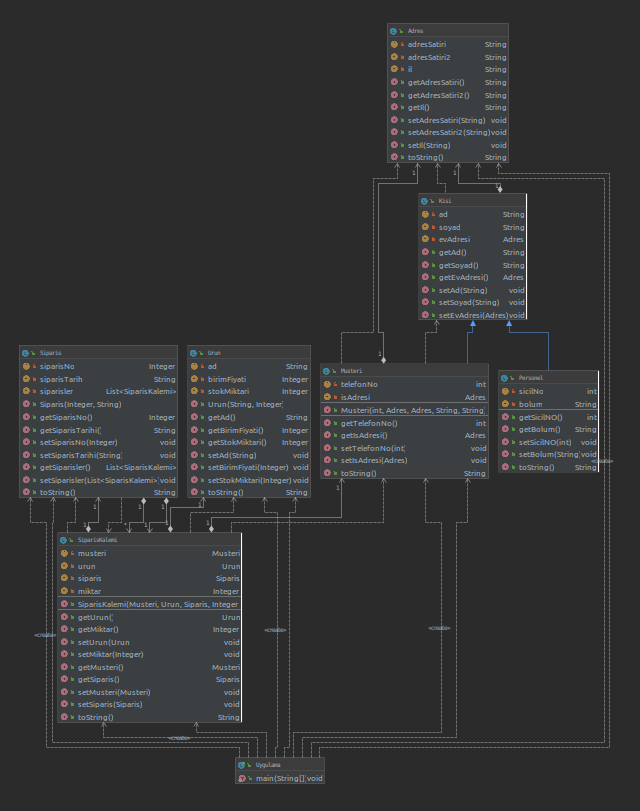 Adres
adresSatiri String
adresSatiri2 String
il String
getAdresSatiri() String
getAdresSatiri2() String
getIl() String
setAdresSatiri(String) void
setAdresSatiri2(String) void
setIl(String) void
toString() String
1
1
1
Kisi
ad String
soyad String
evAdresi Adres
getAd() String
getSoyad() String
getEvAdresi() Adres
setAd(String) void
setSoyad(String) void
setEvAdresi(Adres) void
Siparis
siparisNo Integer
siparisTarih String
siparisler List<SiparisKalemi>
Siparis(Integer, String)
getSiparisNo() Integer
getSiparisTarihi( String
setSiparisNo(Integer) void
setSiparisTarihi(String void
getSiparisler() List<SiparisKalemi>
setSiparisler(List<SiparisKalemi> void
toString() String
Urun
ad String
birimFiyati Integer
stokMiktari Integer
Urun(String, Integer,
getAd() String
getBirimFiyati() Integer
getStokMiktari() Integer
setAd(String) void
setBirimFiyati(Integer) void
setStokMiktari(Integer void
toString() String
1
Musteri
telefonNo int
isAdresi Adres
Musteri(int, Adres, Adres, String, String
getTelefonNo() int
getIsAdresi() Adres
setTelefonNo(int void
setIsAdresi(Adres) void
toString() String
Personel
sicilNo int
bolum String
getSicilNO() int
getBolum() String
setSicilNO(int) void
setBolum(String void
toString() String
«create»
1
1
1
1
1
*
1
1
1
SiparisKalemi
musteri Musteri
urun Urun
siparis Siparis
miktar Integer
SiparisKalemi(Musteri, Urun, Siparis, Integer
getUrun( Urun
getMiktar() Integer
setUrun(Urun void
setMiktar(Integer) void
getMusteri() Musteri
getSiparis() Siparis
setMusteri(Musteri) void
setSiparis(Siparis) void
toString() String
«create»
«create»
«create»
«create»
Uygulama
main(String[] void